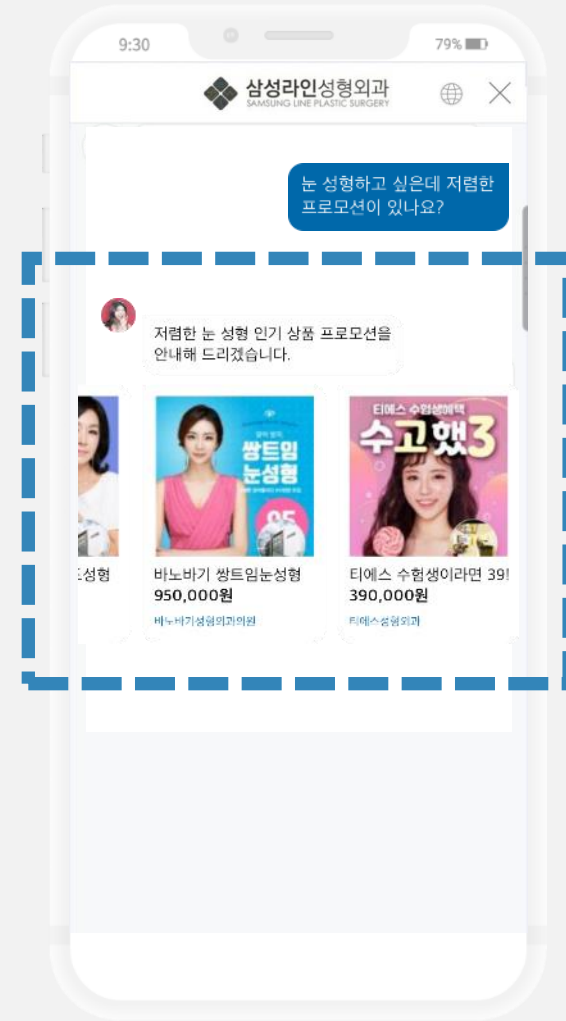 9:30
79%
삼성라인성형외과
SAMSUNG LINE PLASTIC SURGERY
눈 성형하고 싶은데 저렴한
프로모션이 있나요?
저렴한 눈 성형 인기 상품 프로모션을
안내해 드리겠습니다.
쌍트임
눈성형
95
티에스 수험생혜택
수고했3
성형
바노바기 쌍트임눈성형
950,000원
바노바기성형외과의원
티에스 수험생이라면 39!
390,000원
티에스성형외과